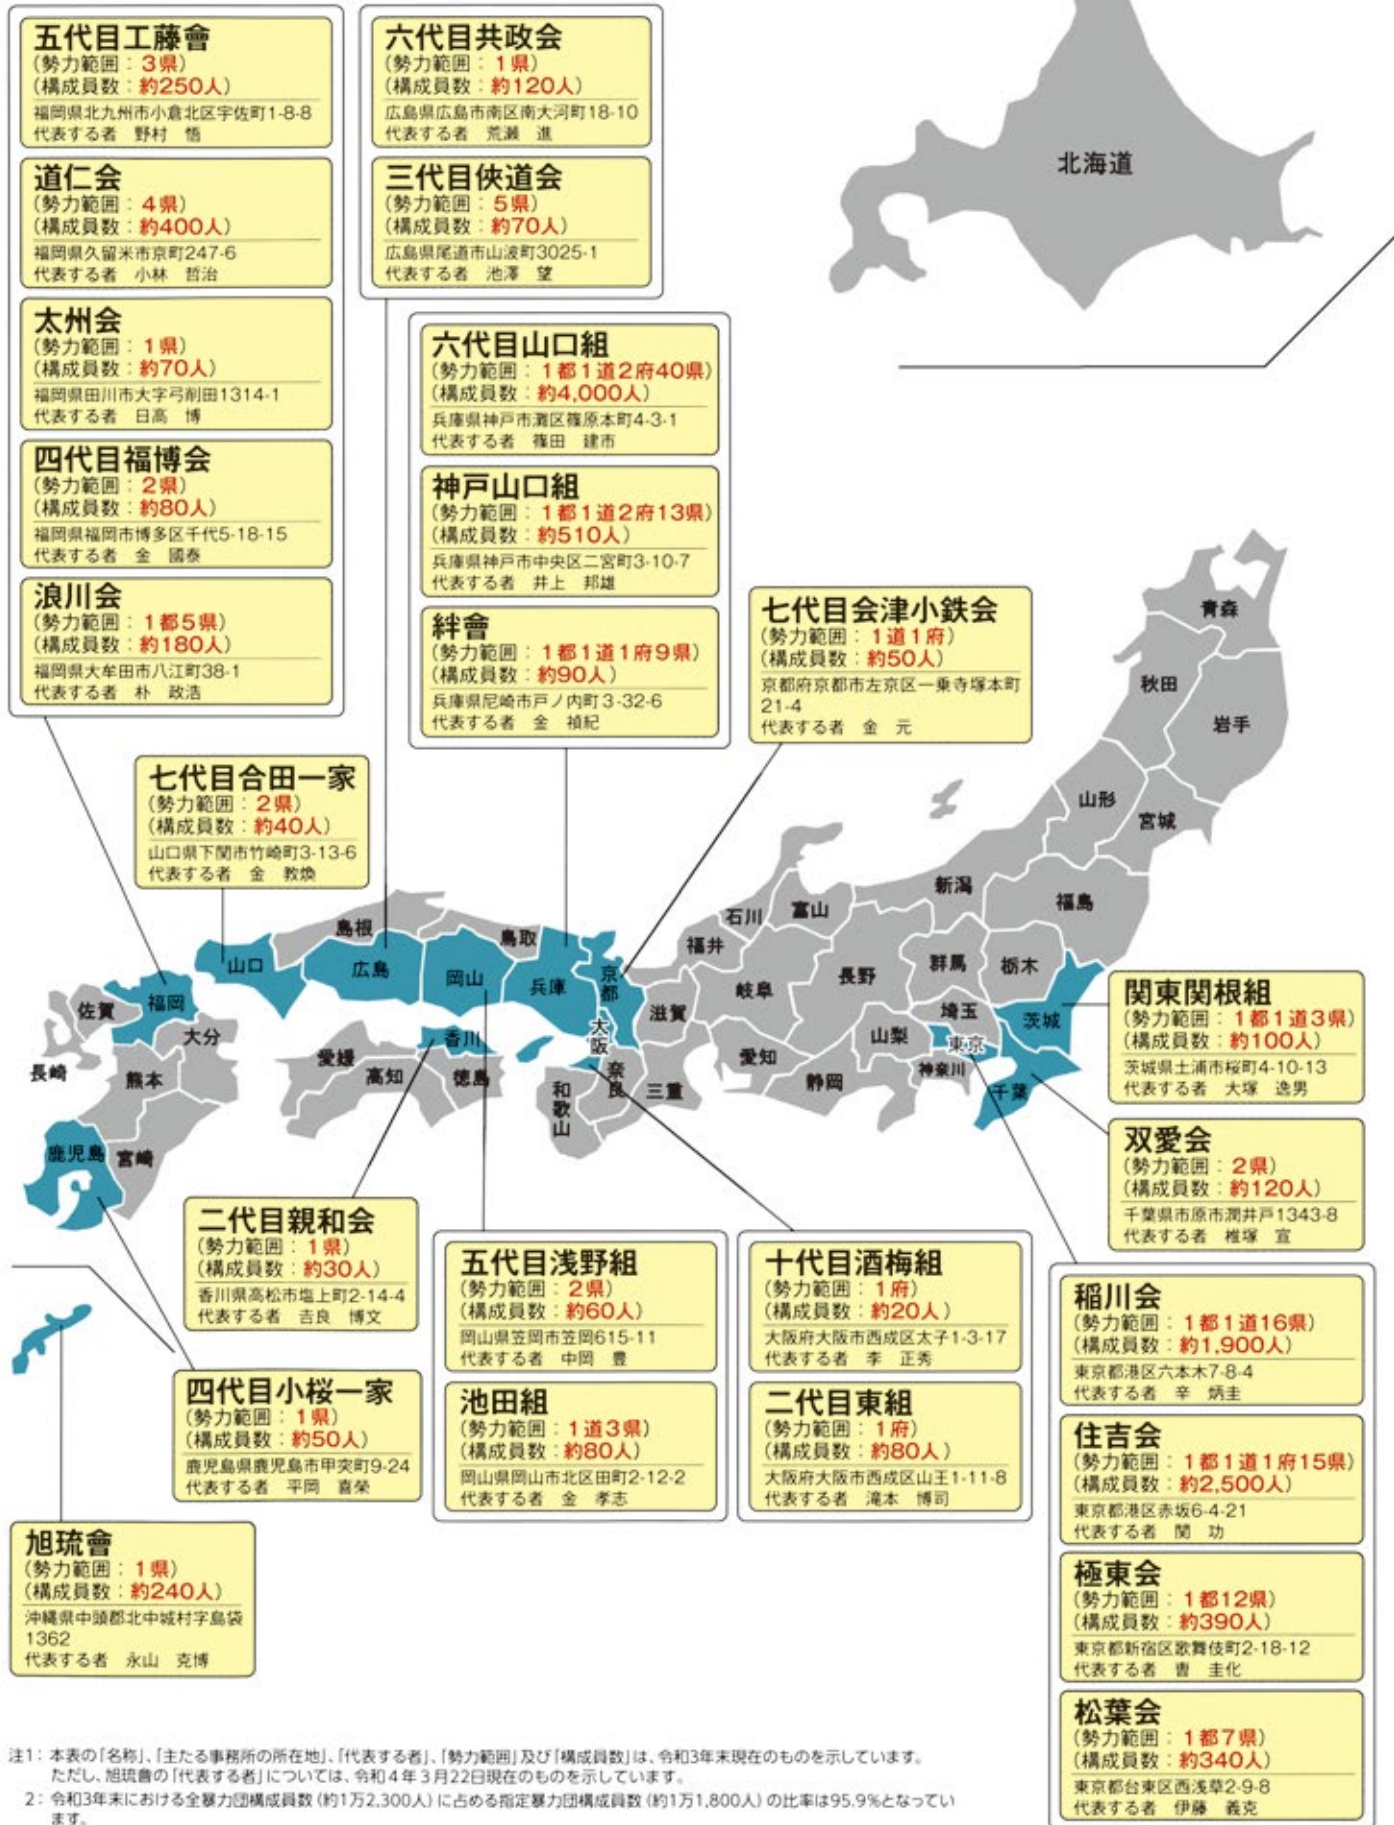 五代目工藤會
(勢力範囲：3県)
(構成員数：約250人)
福岡県北九州市小倉北区宇佐町1-8-8
代表する者　野村　悟
道仁会
(勢力範囲：4県)
(構成員数：約400人)
福岡県久留米市京町247-6
代表する者　小林　哲治
太州会
(勢力範囲：1県)
(構成員数：約70人)
福岡県田川市大字弓削田1314-1
代表する者　日高　博
四代目福博会
(勢力範囲：2県)
(構成員数：約80人)
福岡県福岡市博多区千代5-18-15
代表する者　金　國泰
浪川会
(勢力範囲：1都5県)
(構成員数：約180人)
福岡県大牟田市八江町38-1
代表する者　朴　政浩
六代目共政会
(勢力範囲：1県)
(構成員数：約120人)
広島県広島市南区南大河町18-10
代表する者　荒瀬　進
三代目俠道会
(勢力範囲：5県)
(構成員数：約70人)
広島県尾道市山波町3025-1
代表する者　池澤　望
六代目山口組
(勢力範囲：1都1道2府40県)
(構成員数：約4,000人)
兵庫県神戸市灘区篠原本町4-3-1
代表する者　篠田　建市
神戸山口組
(勢力範囲：1都1道2府13県)
(構成員数：約510人)
兵庫県神戸市中央区二宮町3-10-7
代表する者　井上　邦雄
絆會
(勢力範囲：1都1道1府9県)
(構成員数：約90人)
兵庫県尼崎市戸ノ内町3-32-6
代表する者　金　禎紀
七代目会津小鉄会
(勢力範囲：1道1府)
(構成員数：約50人)
京都府京都市左京区一乗寺塚本町
21-4
代表する者　金　元
七代目合田一家
(勢力範囲：2県)
(構成員数：約40人)
山口県下関市竹崎町3-13-6
代表する者　金　教煥
北海道
青森
秋田
岩手
山形
宮城
新潟
福島
石川
富山
福井
群馬
栃木
長野
岐阜
埼玉
茨城
山梨
東京
神奈川
千葉
静岡
愛知
滋賀
三重
京都
大阪
奈良
和歌山
兵庫
鳥取
岡山
島根
広島
山口
香川
徳島
愛媛
高知
福岡
佐賀
大分
長崎
熊本
宮崎
鹿児島
関東関根組
(勢力範囲：1都1道3県)
(構成員数：約100人)
茨城県土浦市桜町4-10-13
代表する者　大塚　逸男
双愛会
(勢力範囲：2県)
(構成員数：約120人)
千葉県市原市潤井戸1343-8
代表する者　椎塚　宣
二代目親和会
(勢力範囲：1県)
(構成員数：約30人)
香川県高松市塩上町2-14-4
代表する者　吉良　博文
四代目小桜一家
(勢力範囲：1県)
(構成員数：約50人)
鹿児島県鹿児島市甲突町9-24
代表する者　平岡　喜榮
旭琉會
(勢力範囲：1県)
(構成員数：約240人)
沖縄県中頭郡北中城村字島袋
1362
代表する者　永山　克博
五代目浅野組
(勢力範囲：2県)
(構成員数：約60人)
岡山県笠岡市笠岡615-11
代表する者　中岡　豊
池田組
(勢力範囲：1道3県)
(構成員数：約80人)
岡山県岡山市北区田町2-12-2
代表する者　金　孝志
十代目酒梅組
(勢力範囲：1府)
(構成員数：約20人)
大阪府大阪市西成区太子1-3-17
代表する者　李　正秀
二代目東組
(勢力範囲：1府)
(構成員数：約80人)
大阪府大阪市西成区山王1-11-8
代表する者　滝本　博司
稲川会
(勢力範囲：1都1道16県)
(構成員数：約1,900人)
東京都港区六本木7-8-4
代表する者　辛　炳圭
住吉会
(勢力範囲：1都1道1府15県)
(構成員数：約2,500人)
東京都港区赤坂6-4-21
代表する者　関　功
極東会
(勢力範囲：1都12県)
(構成員数：約390人)
東京都新宿区歌舞伎町2-18-12
代表する者　曺　圭化
松葉会
(勢力範囲：1都7県)
(構成員数：約340人)
東京都台東区西浅草2-9-8
代表する者　伊藤　義克
注1：本表の「名称」、「主たる事務所の所在地」、「代表する者」、「勢力範囲」及び「構成員数」は、令和3年末現在のものを示しています。
ただし、旭琉會の「代表する者」については、令和4年3月22日現在のものを示しています。
2：令和3年末における全暴力団構成員数(約1万2,300人)に占める指定暴力団構成員数(約1万1,800人)の比率は95.9％となってい
ます。